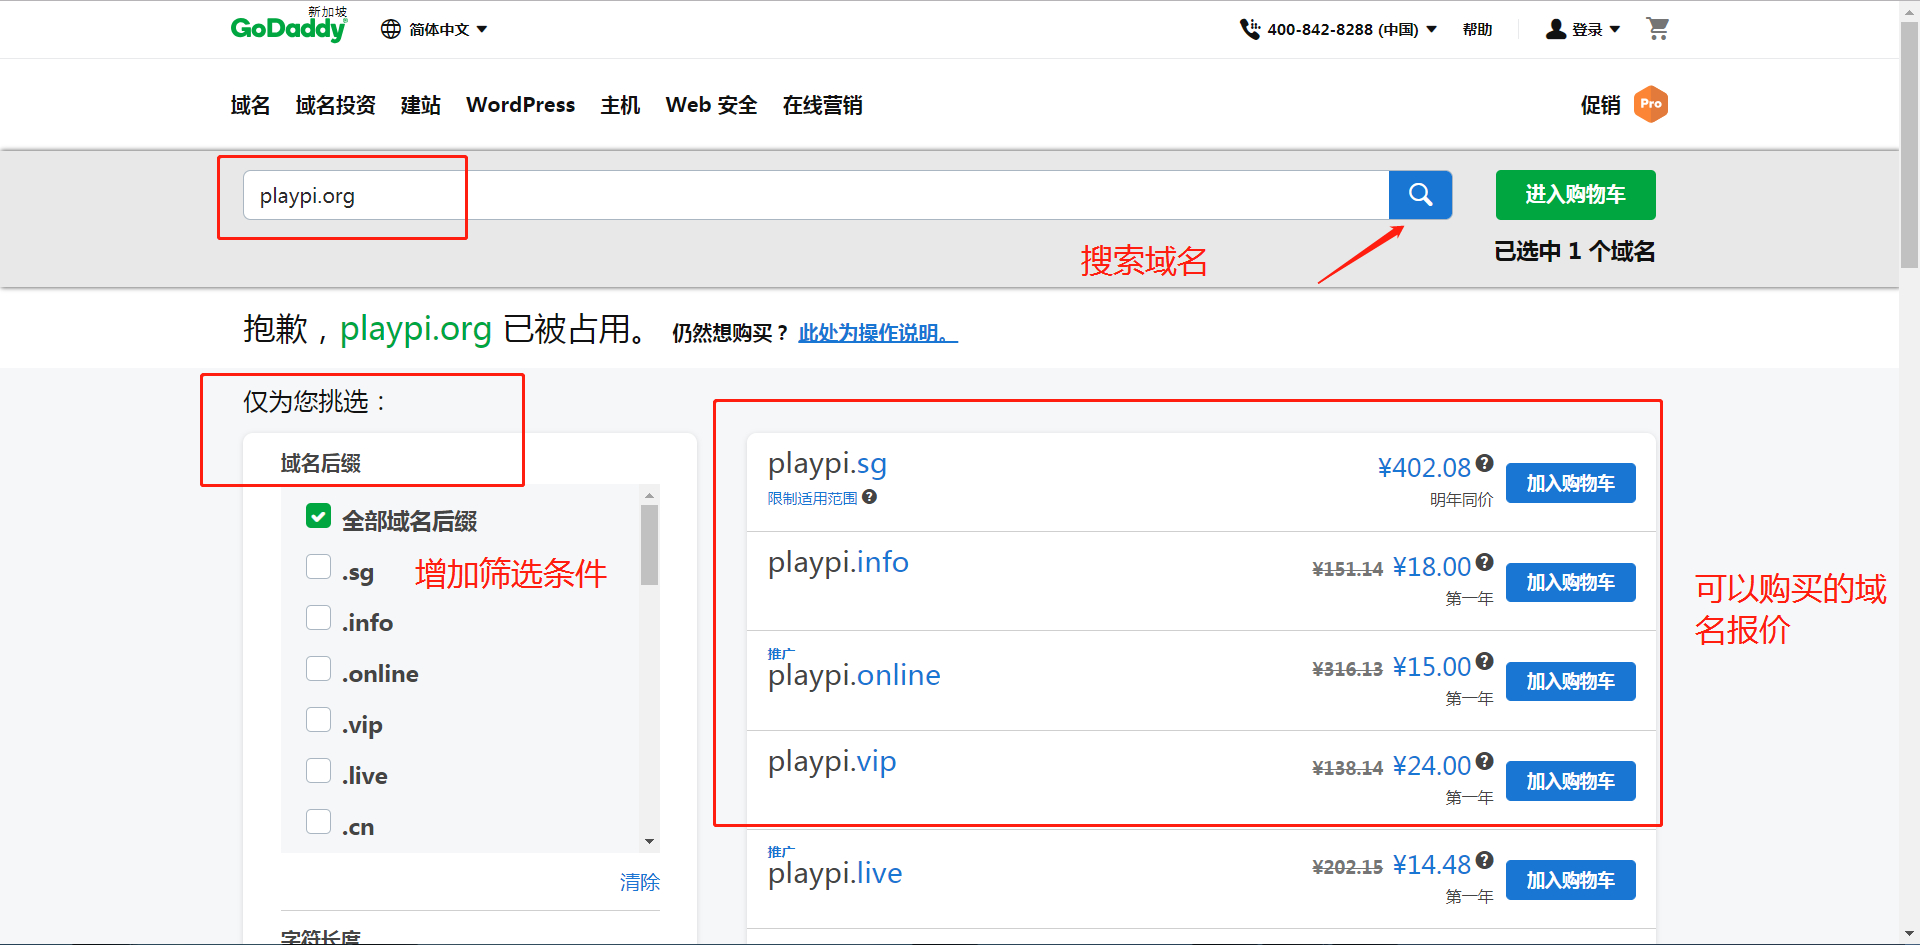 新加坡
GoDaddy
简体中文
400-842-8288 (中国)
帮助
登录
域名
域名投资
建站
WordPress
主机
Web 安全
在线营销
促销
Pro
playpi.org
进入购物车
搜索域名
已选中 1 个域名
抱歉，playpi.org 已被占用。 仍然想购买？ 此处为操作说明。
仅为您挑选：
域名后缀
全部域名后缀
.sg
增加筛选条件
.info
.online
.vip
.live
.cn
清除
字符长度
playpi.sg
¥402.08
加入购物车
限制适用范围
明年同价
playpi.info
¥151.14 ¥18.00
加入购物车
第一年
推广
playpi.online
¥316.13 ¥15.00
加入购物车
第一年
playpi.vip
¥138.14 ¥24.00
加入购物车
第一年
推广
playpi.live
¥202.15 ¥14.48
加入购物车
第一年
可以购买的域
名报价